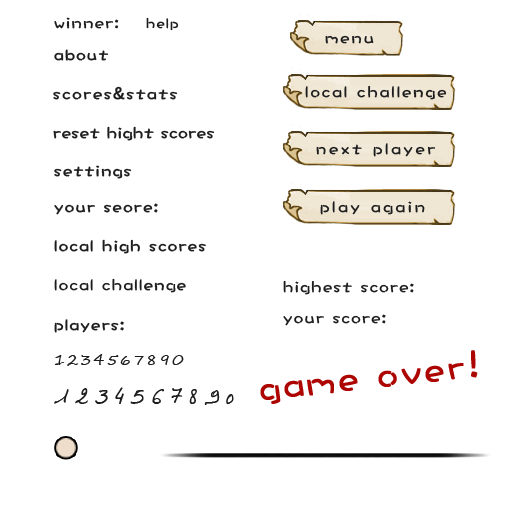 winner: help
about
scores&stats
reset hight scores
settings
your seore:
local high scores
local challenge
players:
1234567890
1234567890
menu
local challenge
next player
play again
highest score:
your score:
game over!